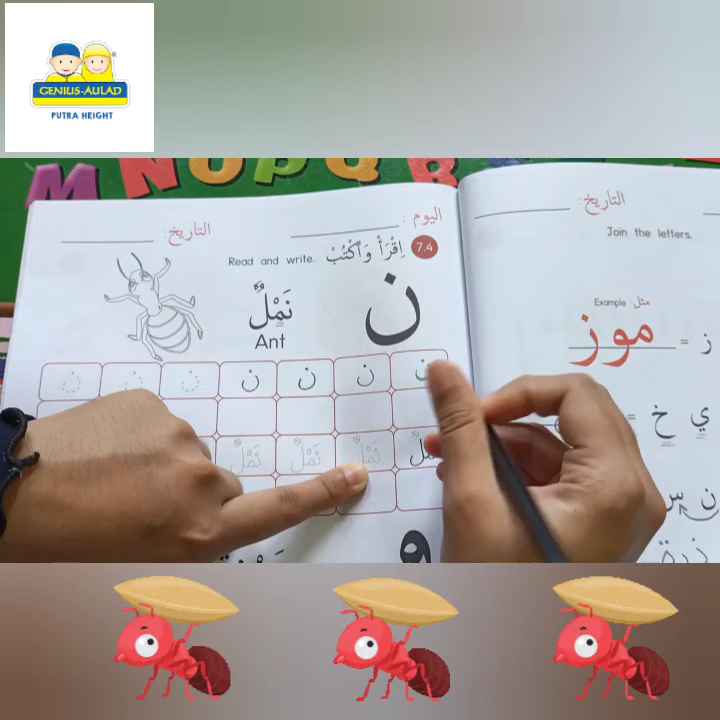 GENIUS-AULAD
PUTRA HEIGHT
M N O P Q R
اليوم :
التاريخ:
7.4 اِقْرَأْ وَاكْتُبْ Read and write.
ن
نَمْلٌ
Ant
ن ن ن ن ن ن ن
نَمْلٌ نَمْلٌ نَمْلٌ
و
التاريخ:
Join the letters.
Example مثل
ز = موز
ي خ =
ن س